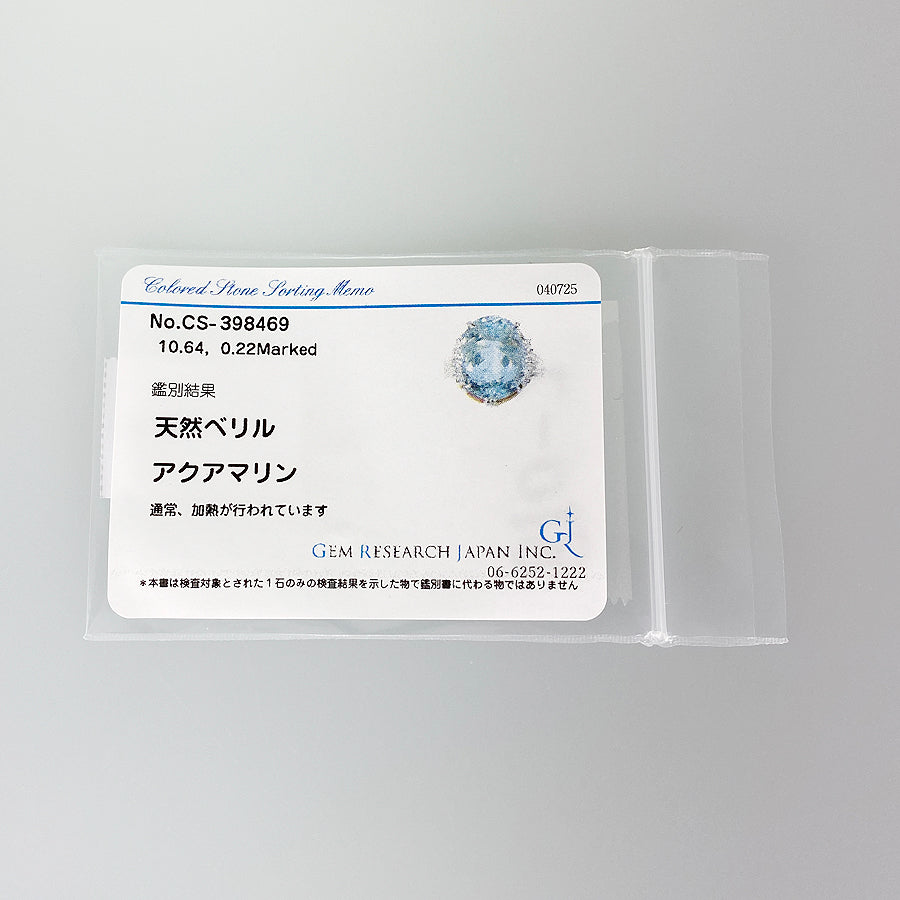 Colored Stone Sorting Memo
040725
No.CS-398469
10.64, 0.22Marked
鑑別結果
天然ベリル
アクアマリン
通常、加熱が行われています
GJR
GEM RESEARCH JAPAN INC.
06-6252-1222
*本書は検査対象とされた1石のみの検査結果を示した物で鑑別書に代わる物ではありません